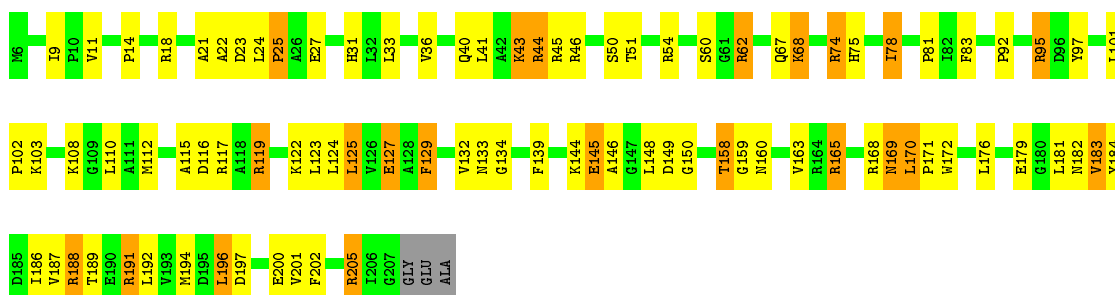 M6 I9 P10 V11 P14 R18 A21 A22 D23 L24 P25 A26 E27 H31 L32 L33 V36 Q40 L41 A42 K43 R44 R45 R46 S50 T51 R54 S60 G61 R62 Q67 K68 R74 H75 I78 P81 I82 F83 P92 R95 D96 Y97 L101
P102 K103 K108 G109 L110 A111 M112 A115 D116 R117 A118 R119 K122 L123 L124 L125 V126 E127 A128 F129 V132 N133 G134 F139 K144 E145 A146 G147 L148 D149 G150 T158 G159 N160 V163 R164 R165 R168 N169 L170 P171 W172 L176 E179 G180 L181 N182 V183 Y184
D185 I186 V187 R188 T189 E190 R191 L192 V193 M194 D195 L196 D197 E200 V201 F202 R205 I206 G207 GLY GLU ALA